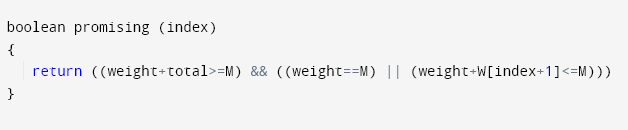 boolean promising (index)
{
return ((weight+total>=M) && ((weight==M) || (weight+W[index+1]<=M)))
}